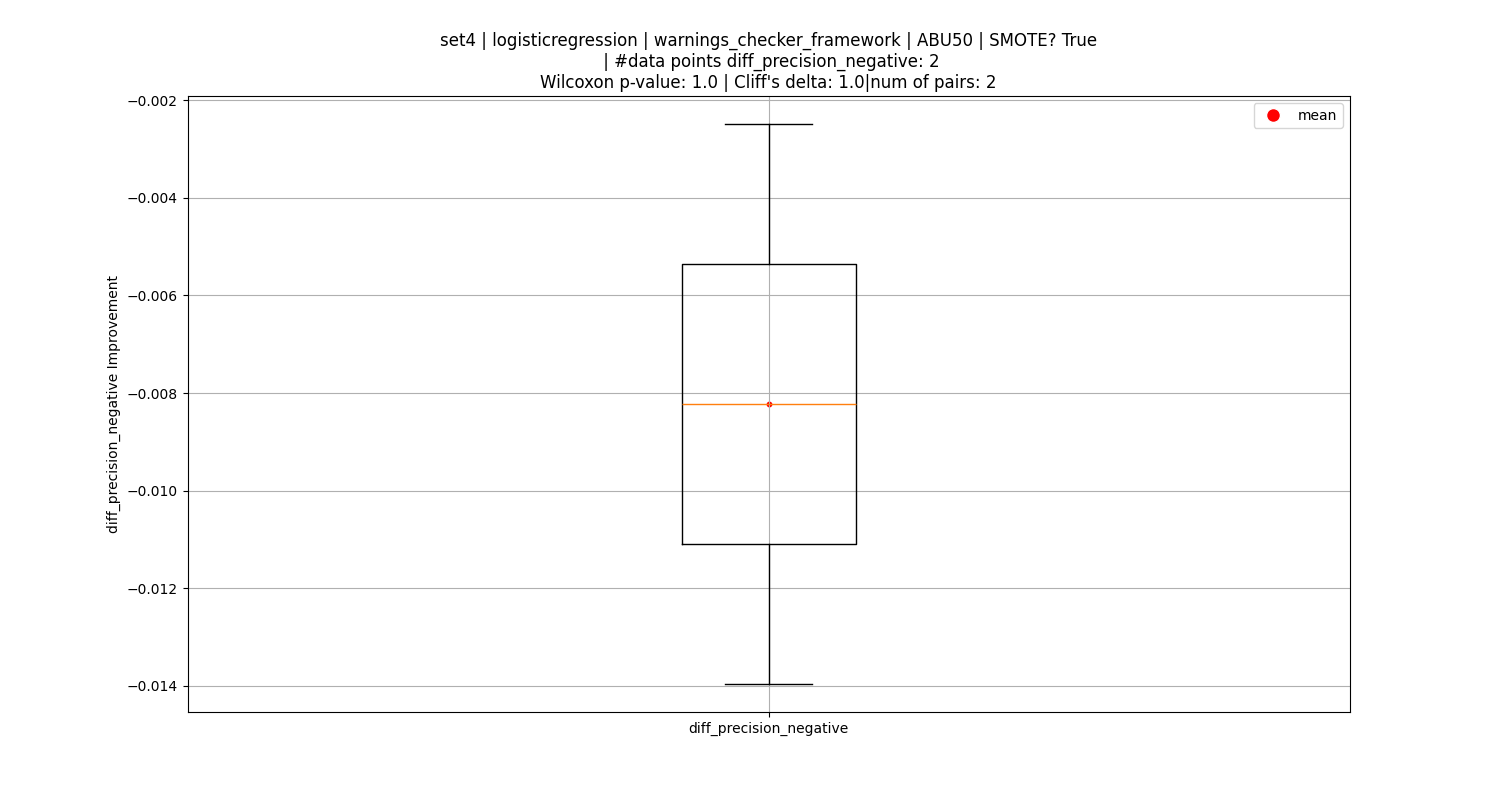 set4 | logisticregression | warnings_checker_framework | ABU50 | SMOTE? True
| #data points diff_precision_negative: 2
Wilcoxon p-value: 1.0 | Cliff's delta: 1.0|num of pairs: 2
mean
−0.002
−0.004
−0.006
−0.008
−0.010
−0.012
−0.014
diff_precision_negative Improvement
diff_precision_negative